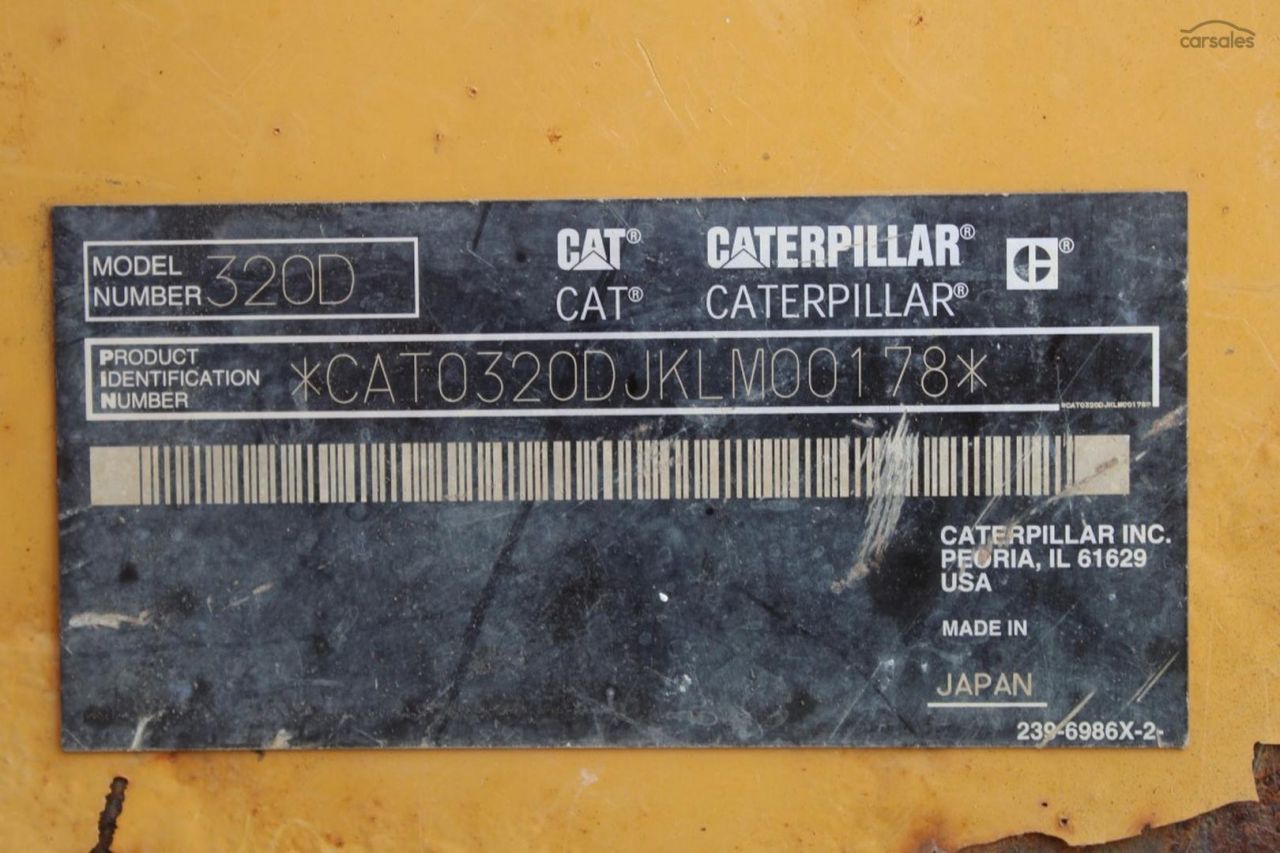 carsales
MODEL
NUMBER 320D
CAT® CATERPILLAR® C®
CAT® CATERPILLAR®
PRODUCT
IDENTIFICATION
NUMBER
*CAT0320DJKLM00178*
*CAT0320DJKLM00178*
CATERPILLAR INC.
PEORIA, IL 61629
USA
MADE IN
JAPAN
239-6986X-2-